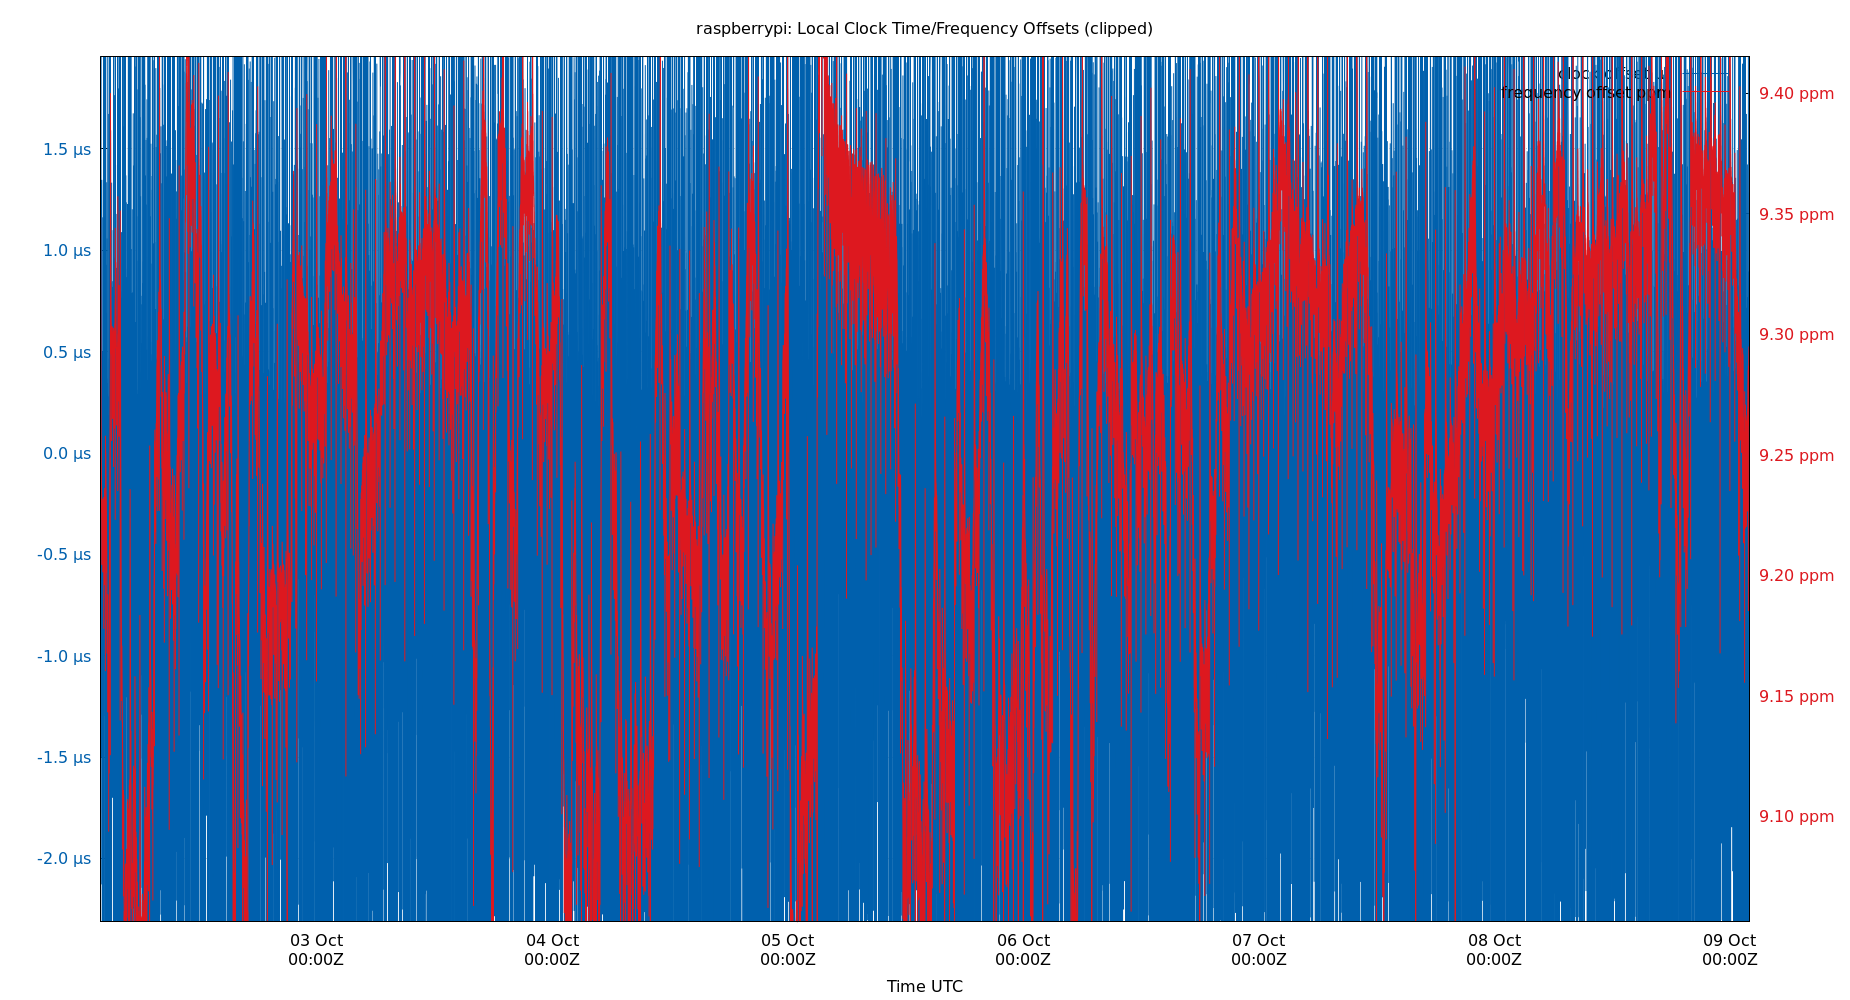 raspberrypi: Local Clock Time/Frequency Offsets (clipped)
clock offset
frequency offset ppm
1.5 μs
1.0 μs
0.5 μs
0.0 μs
-0.5 μs
-1.0 μs
-1.5 μs
-2.0 μs
9.40 ppm
9.35 ppm
9.30 ppm
9.25 ppm
9.20 ppm
9.15 ppm
9.10 ppm
03 Oct 04 Oct 05 Oct 06 Oct 07 Oct 08 Oct 09 Oct
00:00Z 00:00Z 00:00Z 00:00Z 00:00Z 00:00Z 00:00Z
Time UTC